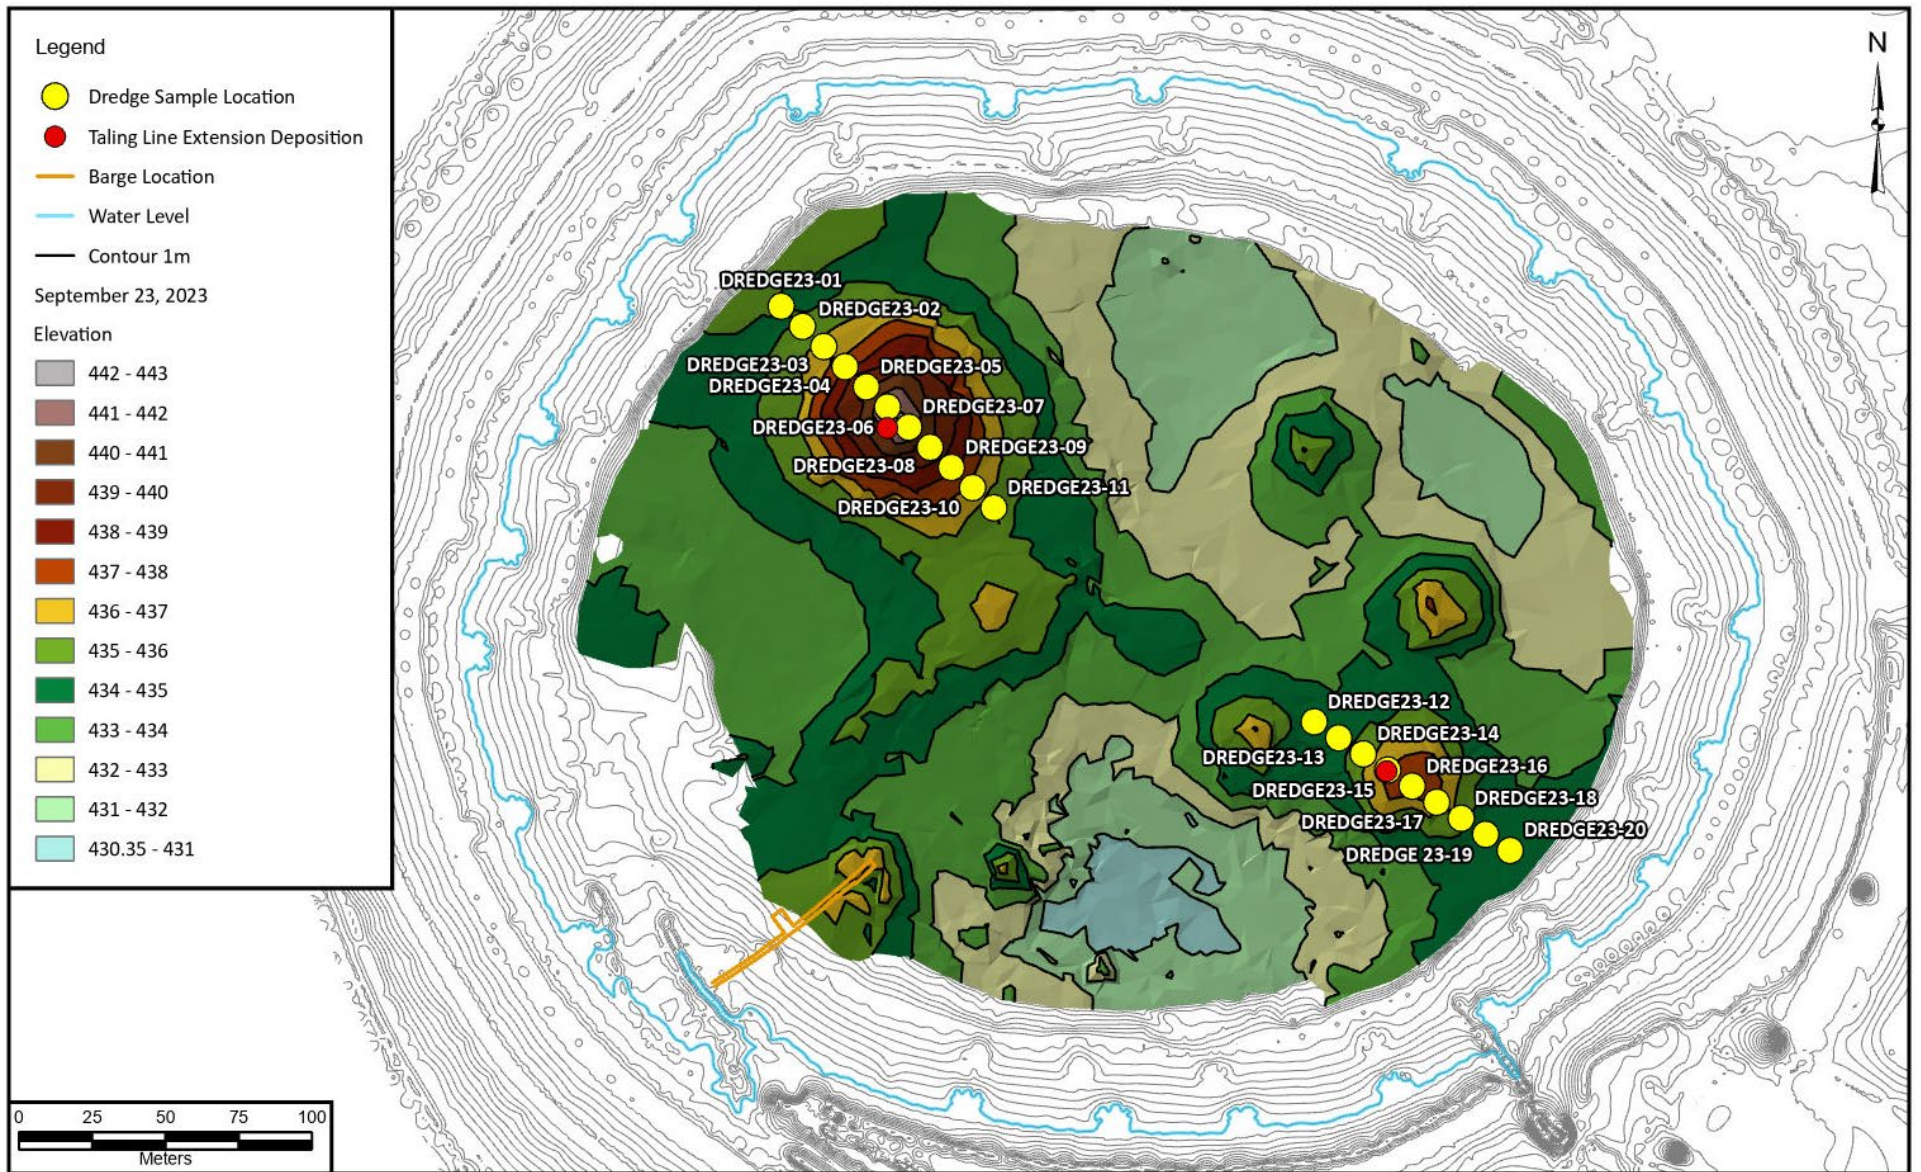 Legend
Dredge Sample Location
Taling Line Extension Deposition
Barge Location
Water Level
Contour 1m
September 23, 2023
Elevation
442 - 443
441 - 442
440 - 441
439 - 440
438 - 439
437 - 438
436 - 437
435 - 436
434 - 435
433 - 434
432 - 433
431 - 432
430.35 - 431
0 25 50 75 100
Meters
N
DREDGE23-01
DREDGE23-02
DREDGE23-03
DREDGE23-05
DREDGE23-04
DREDGE23-07
DREDGE23-06
DREDGE23-09
DREDGE23-08
DREDGE23-11
DREDGE23-10
DREDGE23-12
DREDGE23-14
DREDGE23-13
DREDGE23-16
DREDGE23-15
DREDGE23-18
DREDGE23-17
DREDGE23-20
DREDGE 23-19